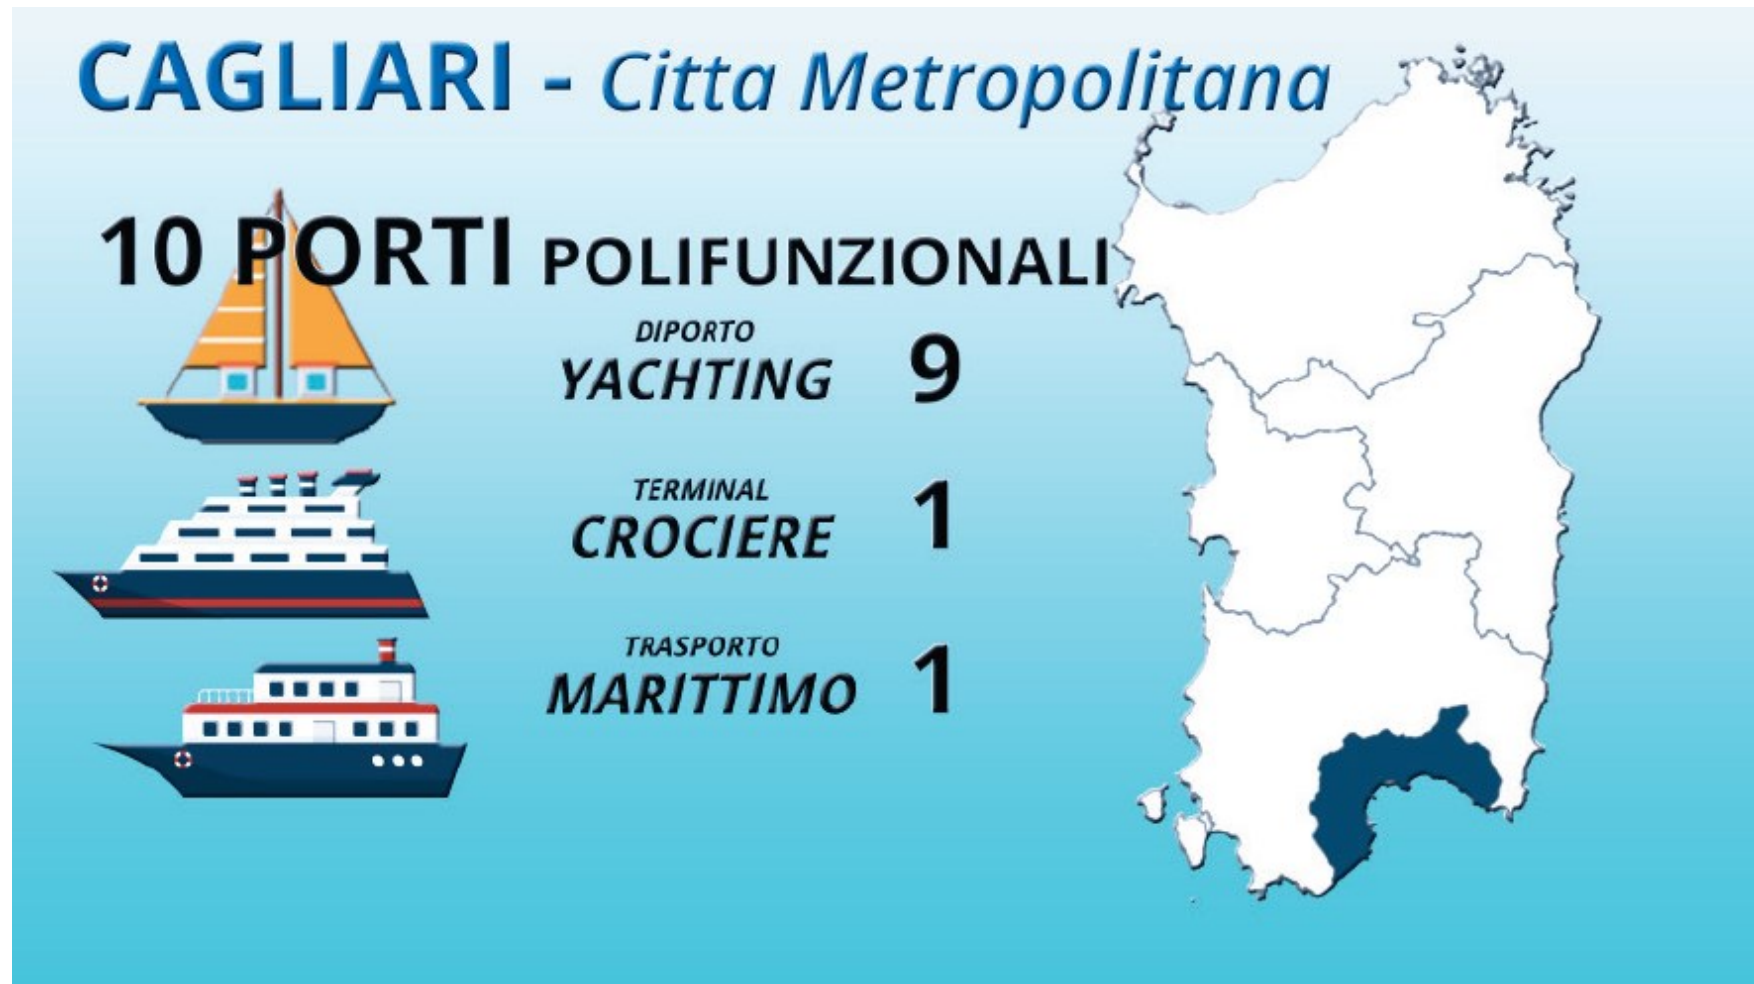 CAGLIARI - Citta Metropolitana
10 PORTI POLIFUNZIONALI
DIPORTO
YACHTING 9
TERMINAL
CROCIERE 1
TRASPORTO
MARITTIMO 1